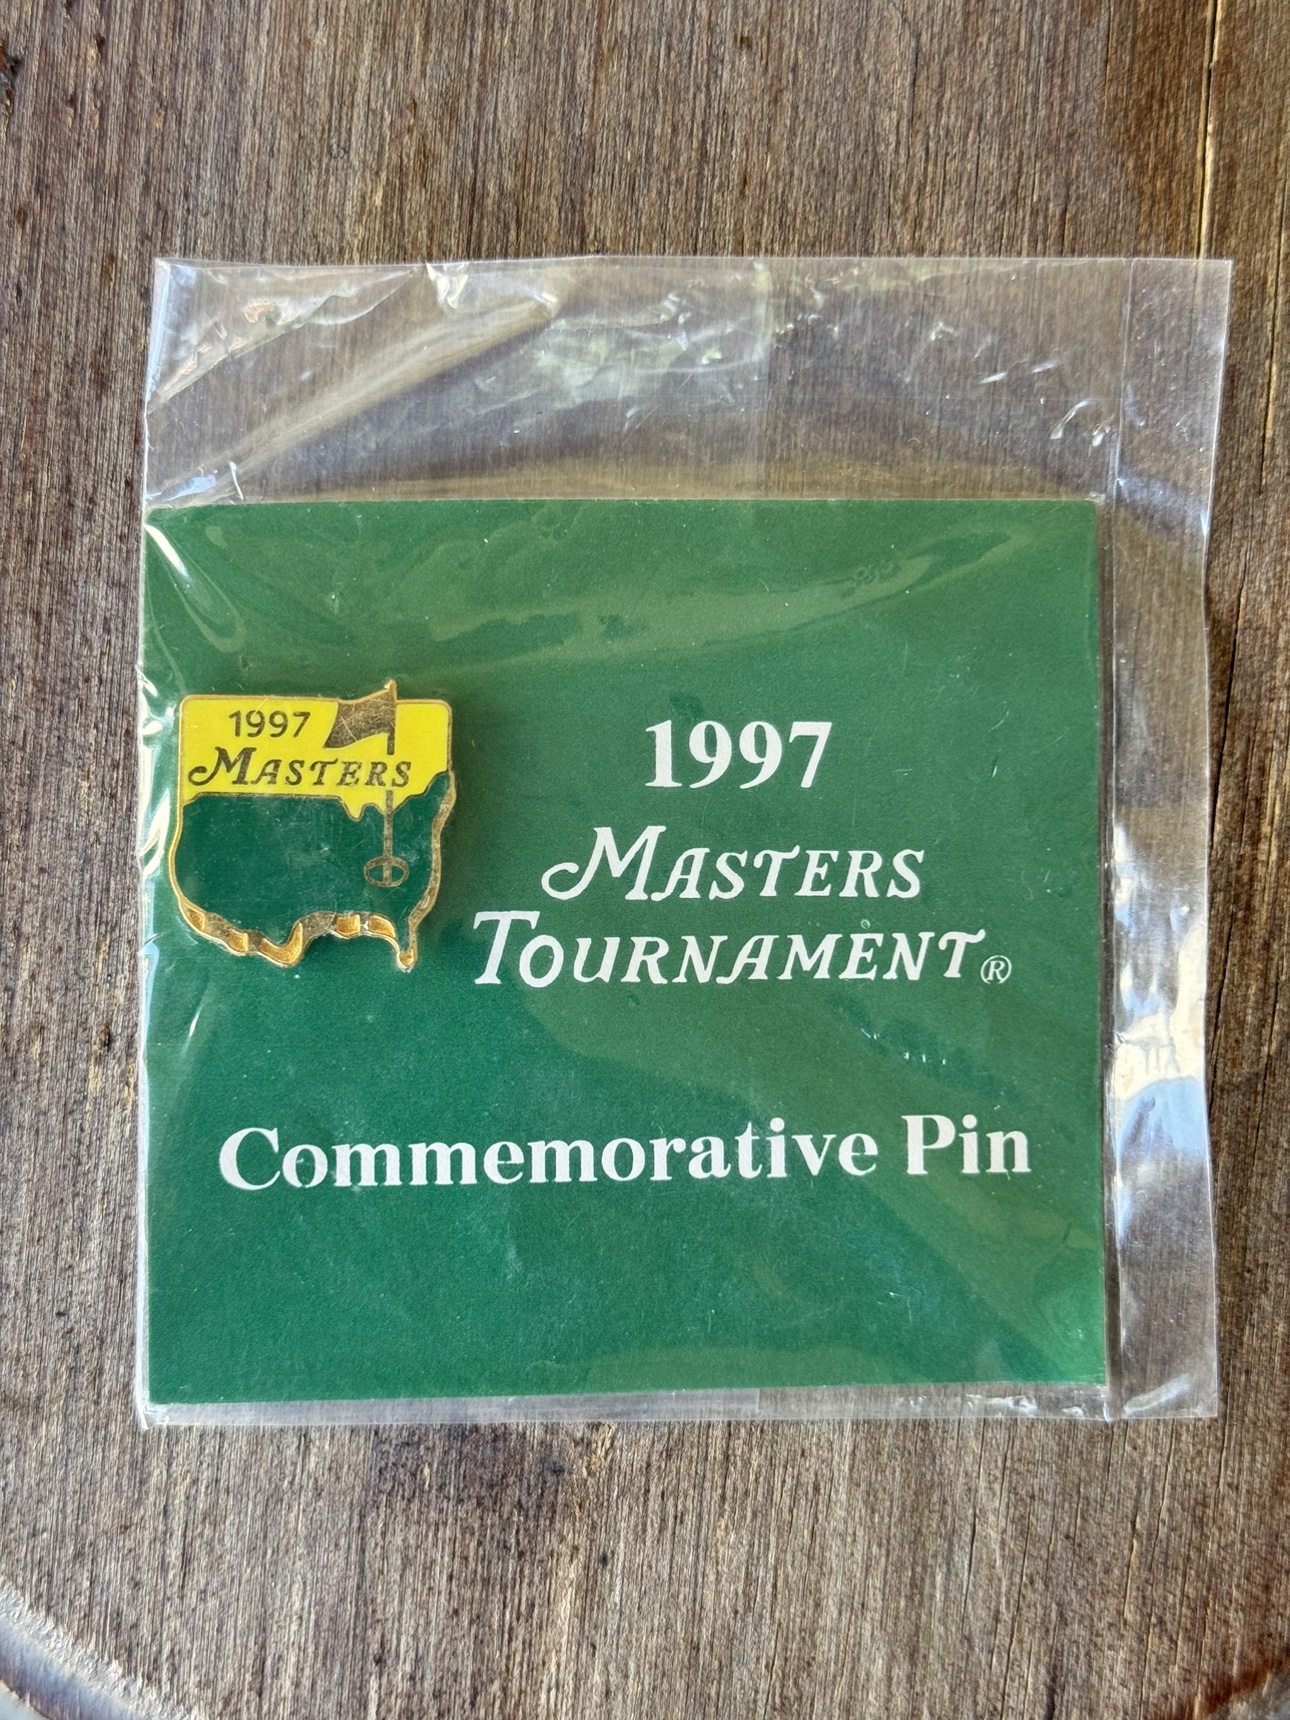 1997
Masters
1997
Masters
Tournament®
Commemorative Pin